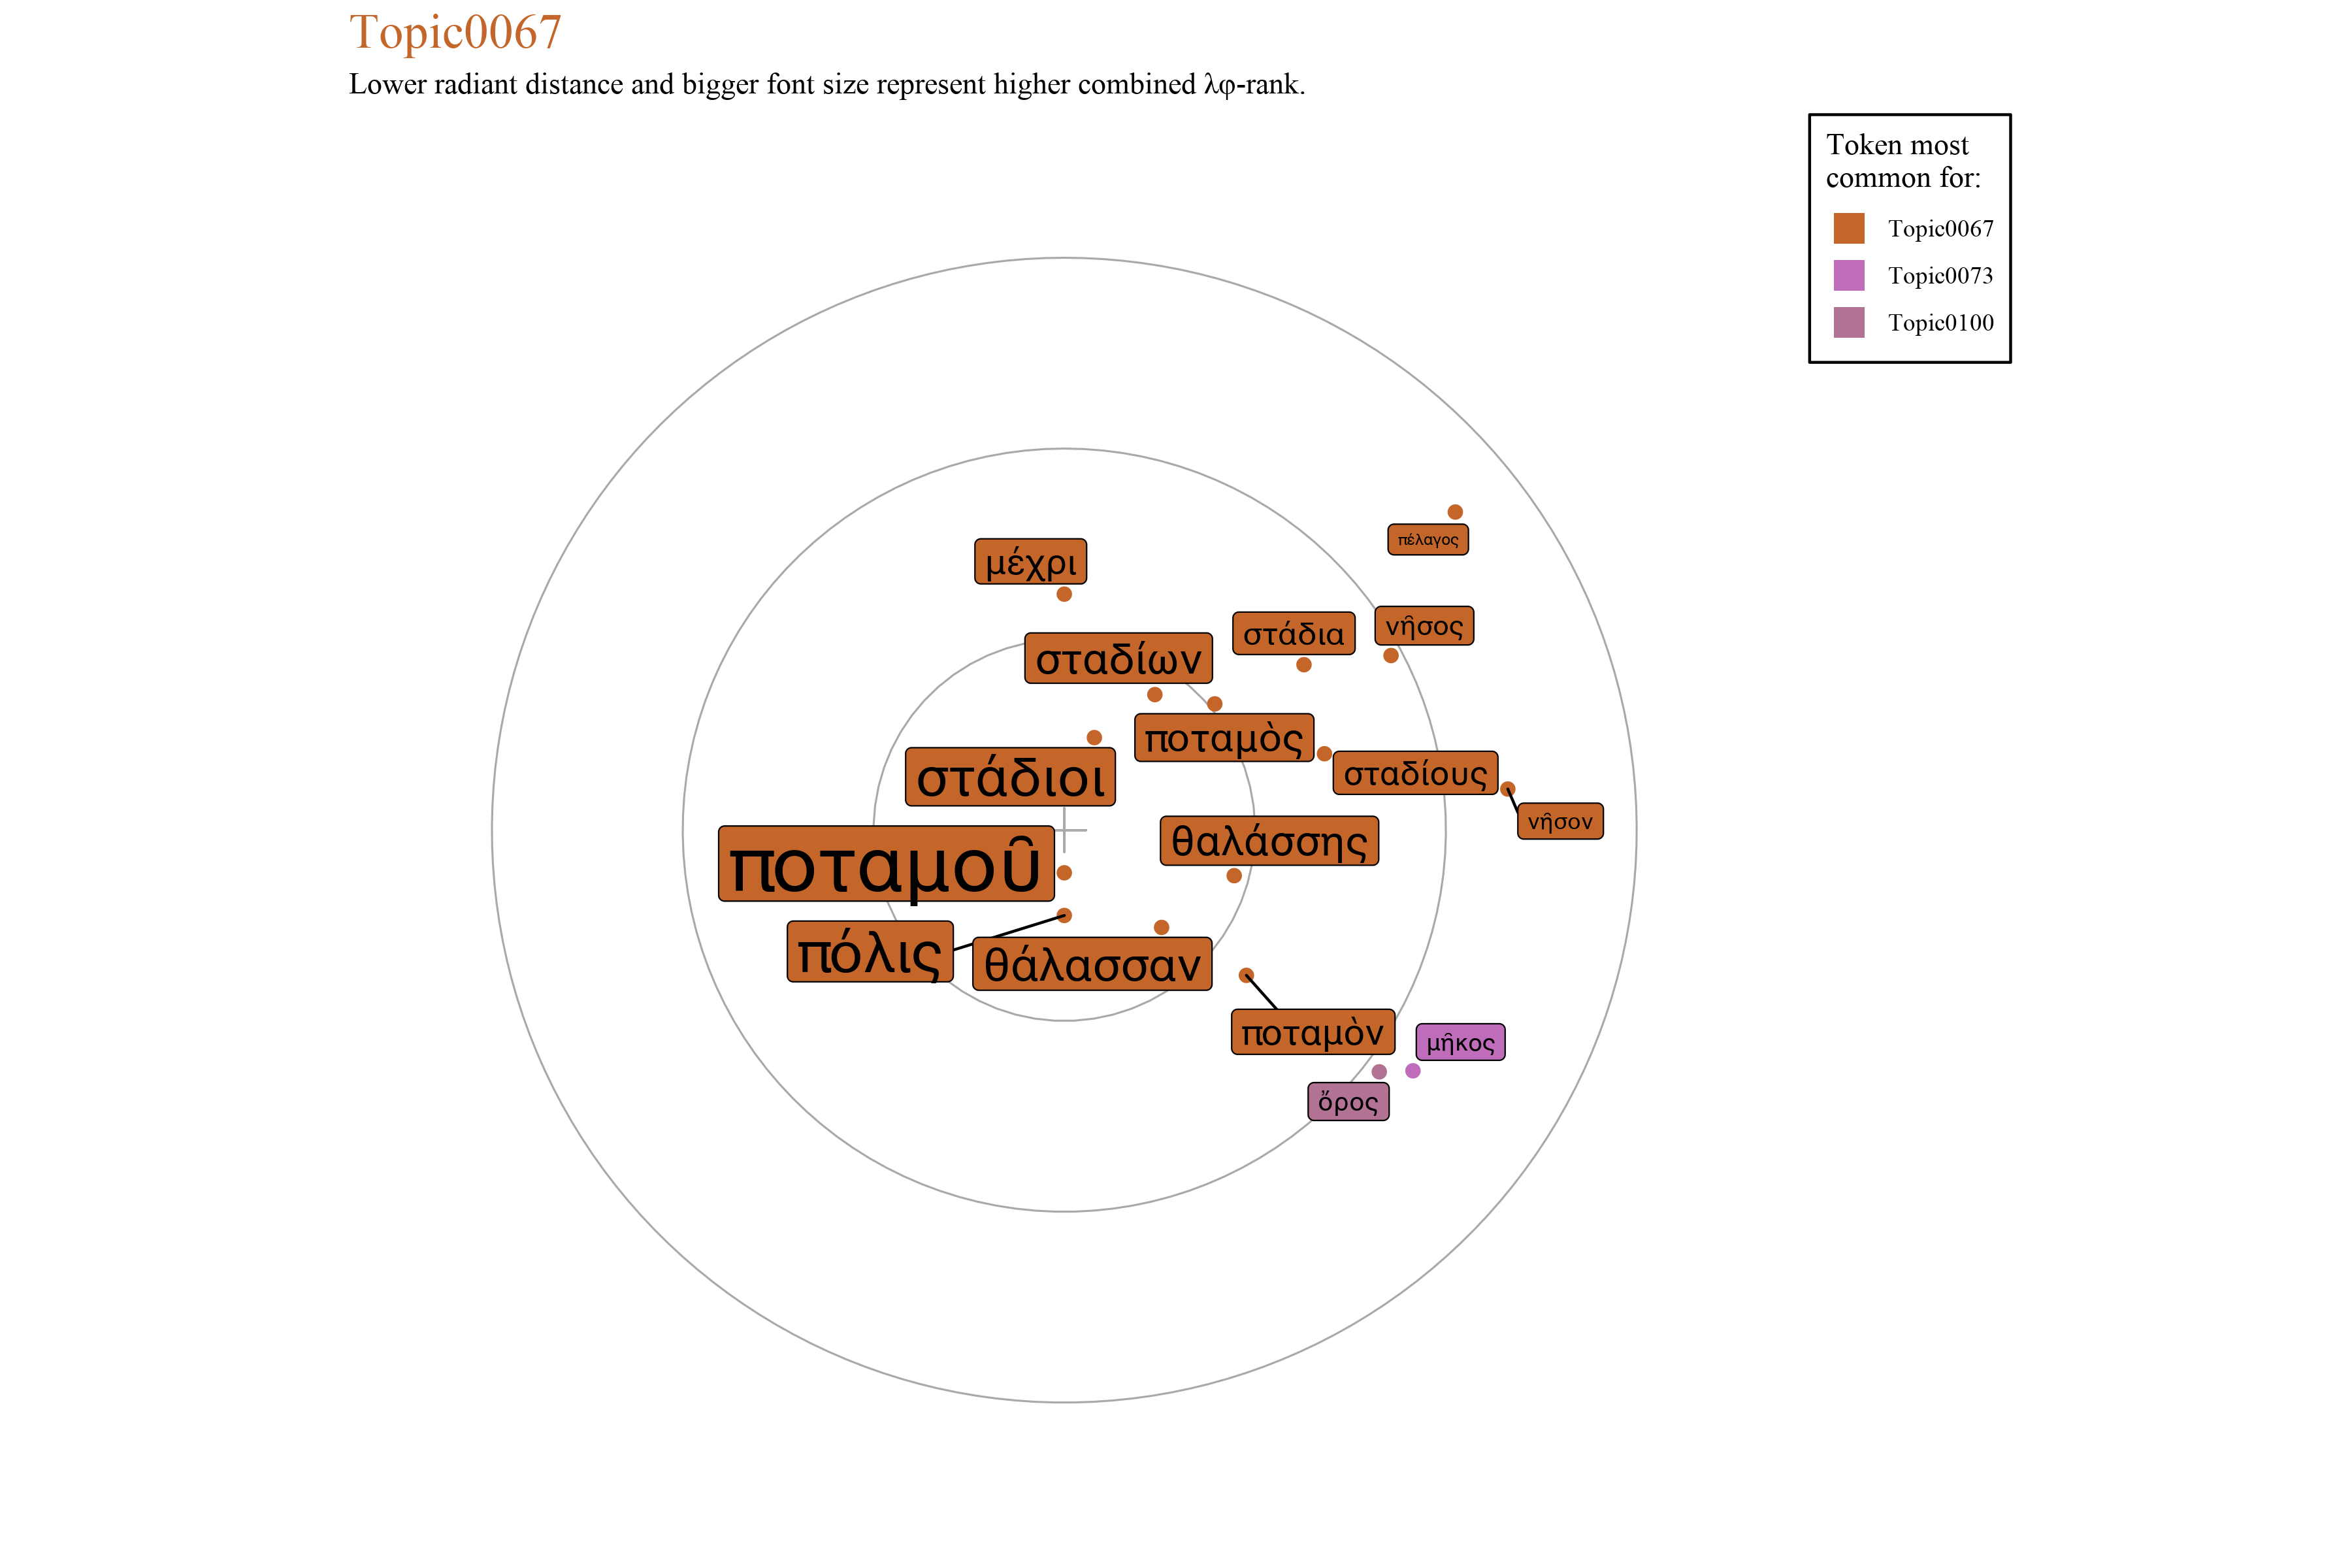 Topic0067
Lower radiant distance and bigger font size represent higher combined λφ-rank.
Token most
common for:
Topic0067
Topic0073
Topic0100
πέλαγος
μέχρι
στάδια
νῆσος
σταδίων
ποταμὸς
στάδιοι
σταδίους
νῆσον
θαλάσσης
ποταμοῦ
πόλις
θάλασσαν
ποταμὸν
μῆκος
ὄρος